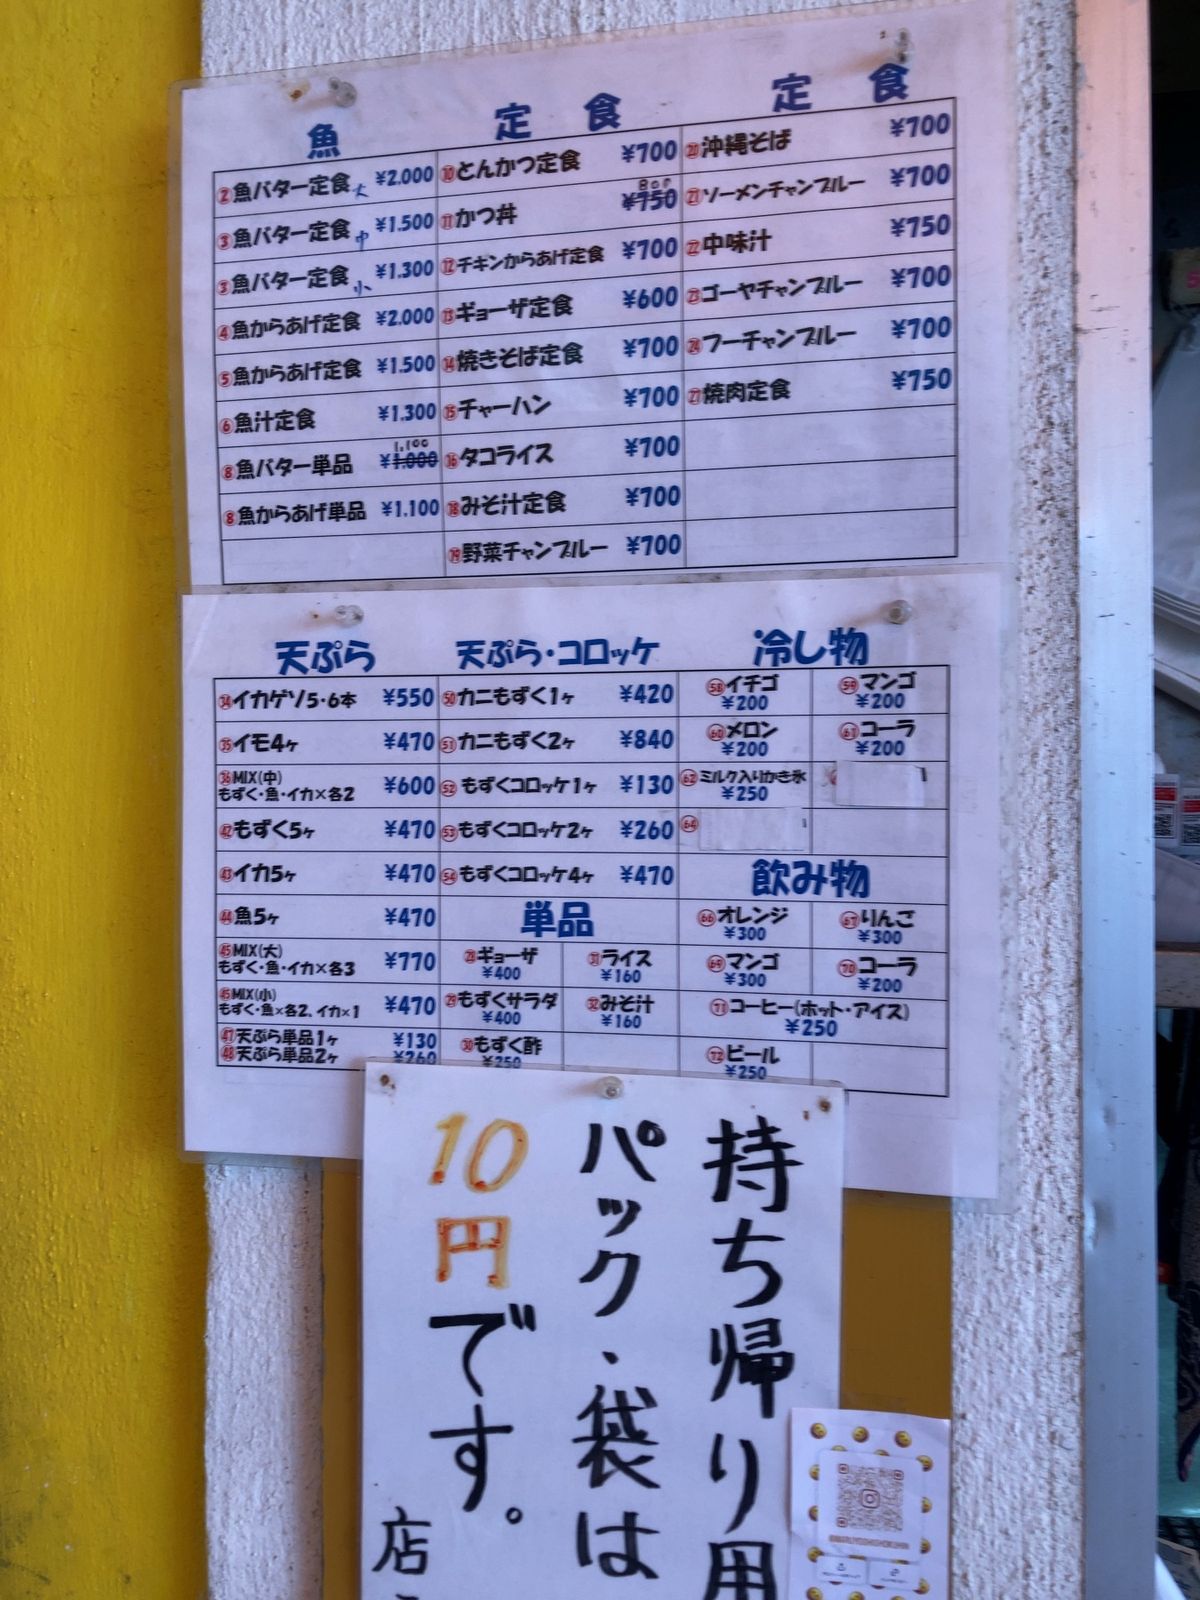 魚
②魚バター定食大 ¥2.000
③魚バター定食中 ¥1.500
③魚バター定食小 ¥1.300
④魚からあげ定食 ¥2.000
⑤魚からあげ定食 ¥1.500
⑥魚汁定食 ¥1.300
⑧魚バター単品 ¥1.000 1,100
⑧魚からあげ単品 ¥1.100
定食
⑩とんかつ定食 ¥700
⑪かつ丼 ¥750 800
⑫チキンからあげ定食 ¥700
⑬ギョーザ定食 ¥600
⑭焼きそば定食 ¥700
⑮チャーハン ¥700
⑯タコライス ¥700
⑱みそ汁定食 ¥700
⑲野菜チャンプルー ¥700
定食
⑳沖縄そば ¥700
㉑ソーメンチャンプルー ¥700
㉒中味汁 ¥750
㉓ゴーヤチャンプルー ¥700
㉔フーチャンプルー ¥700
㉗焼肉定食 ¥750
天ぷら
㉞イカゲソ5・6本 ¥550
㉟イモ4ヶ ¥470
㊱MIX(中)
もずく・魚・イカ×各2 ¥600
㊷もずく5ヶ ¥470
㊸イカ5ヶ ¥470
㊹魚5ヶ ¥470
㊺MIX(大)
もずく・魚・イカ×各3 ¥770
㊺MIX(小)
もずく・魚×各2、イカ×1 ¥470
㊼天ぷら単品1ヶ ¥130
㊽天ぷら単品2ヶ ¥260
天ぷら・コロッケ
㊿カニもずく1ヶ ¥420
51カニもずく2ヶ ¥840
52もずくコロッケ1ヶ ¥130
53もずくコロッケ2ヶ ¥260
54もずくコロッケ4ヶ ¥470
単品
㉘ギョーザ ¥400
㉛ライス ¥160
㉙もずくサラダ ¥400
㉜みそ汁 ¥160
㉚もずく酢 ¥250
冷し物
58イチゴ ¥200
59マンゴ ¥200
60メロン ¥200
61コーラ ¥200
62ミルク入りかき氷 ¥250
64
飲み物
66オレンジ ¥300
67りんご ¥300
69マンゴ ¥300
70コーラ ¥200
71コーヒー(ホット・アイス) ¥250
72ビール ¥250
持ち帰り用
パック・袋は
10円です。
店